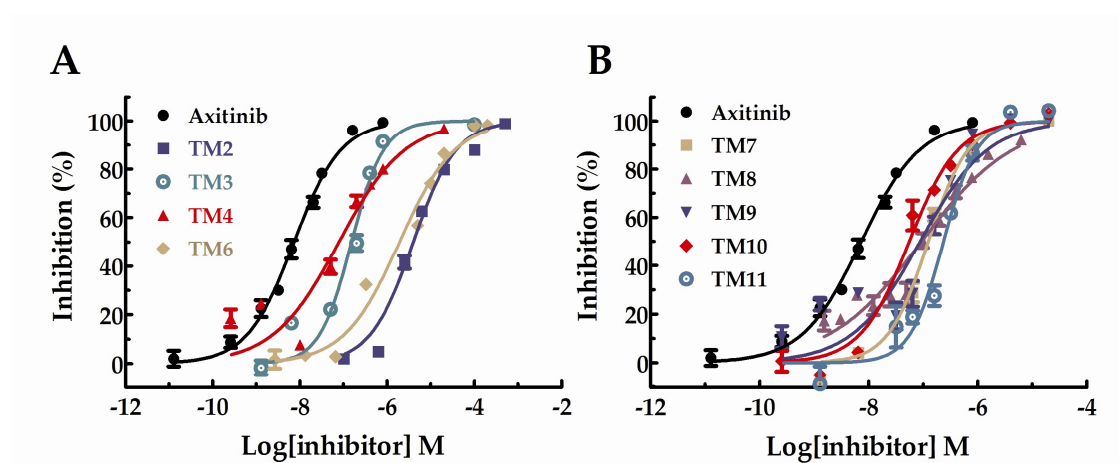 A
Inhibition (%)
100
80
60
40
20
0
-12
-10
-8
-6
-4
-2
Log[inhibitor] M
Axitinib
TM2
TM3
TM4
TM6
B
Inhibition (%)
100
80
60
40
20
0
-12
-10
-8
-6
-4
Log[inhibitor] M
Axitinib
TM7
TM8
TM9
TM10
TM11